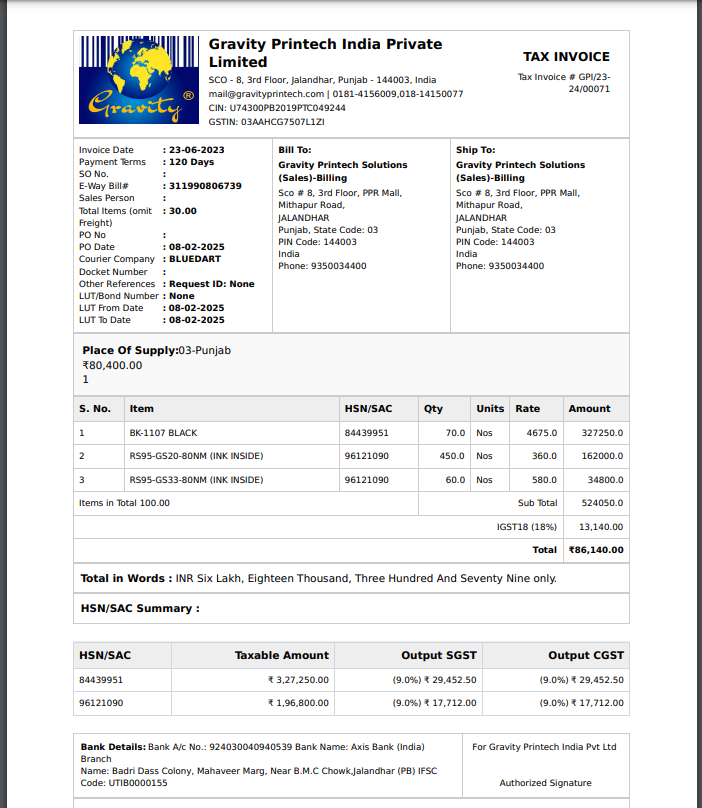 Gravity®
Gravity Printech India Private
Limited
SCO - 8, 3rd Floor, Jalandhar, Punjab - 144003, India
mail@gravityprintech.com | 0181-4156009,018-14150077
CIN: U74300PB2019PTC049244
GSTIN: 03AAHCG7507L1ZI
TAX INVOICE
Tax Invoice # GPI/23-
24/00071
Invoice Date : 23-06-2023
Payment Terms : 120 Days
SO No. :
E-Way Bill# : 311990806739
Sales Person :
Total Items (omit : 30.00
Freight)
PO No :
PO Date : 08-02-2025
Courier Company : BLUEDART
Docket Number :
Other References : Request ID: None
LUT/Bond Number : None
LUT From Date : 08-02-2025
LUT To Date : 08-02-2025
Bill To:
Gravity Printech Solutions
(Sales)-Billing
Sco # 8, 3rd Floor, PPR Mall,
Mithapur Road,
JALANDHAR
Punjab, State Code: 03
PIN Code: 144003
India
Phone: 9350034400
Ship To:
Gravity Printech Solutions
(Sales)-Billing
Sco # 8, 3rd Floor, PPR Mall,
Mithapur Road,
JALANDHAR
Punjab, State Code: 03
PIN Code: 144003
India
Phone: 9350034400
Place Of Supply:03-Punjab
₹80,400.00
1
S. No. Item HSN/SAC Qty Units Rate Amount
1 BK-1107 BLACK 84439951 70.0 Nos 4675.0 327250.0
2 RS95-GS20-80NM (INK INSIDE) 96121090 450.0 Nos 360.0 162000.0
3 RS95-GS33-80NM (INK INSIDE) 96121090 60.0 Nos 580.0 34800.0
Items in Total 100.00 Sub Total 524050.0
IGST18 (18%) 13,140.00
Total ₹86,140.00
Total in Words : INR Six Lakh, Eighteen Thousand, Three Hundred And Seventy Nine only.
HSN/SAC Summary :
HSN/SAC Taxable Amount Output SGST Output CGST
84439951 ₹ 3,27,250.00 (9.0%) ₹ 29,452.50 (9.0%) ₹ 29,452.50
96121090 ₹ 1,96,800.00 (9.0%) ₹ 17,712.00 (9.0%) ₹ 17,712.00
Bank Details: Bank A/c No.: 924030040940539 Bank Name: Axis Bank (India)
Branch
Name: Badri Dass Colony, Mahaveer Marg, Near B.M.C Chowk,Jalandhar (PB) IFSC
Code: UTIB0000155
For Gravity Printech India Pvt Ltd
Authorized Signature